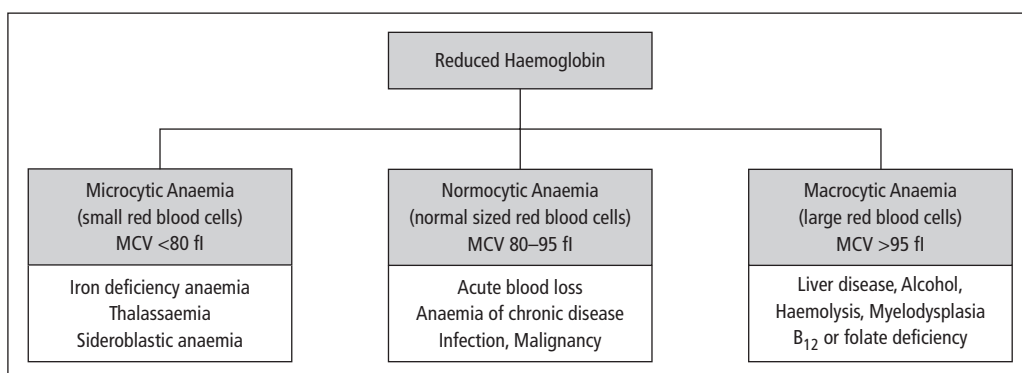 Reduced Haemoglobin
Microcytic Anaemia
(small red blood cells)
MCV <80 fl
Iron deficiency anaemia
Thalassaemia
Sideroblastic anaemia
Normocytic Anaemia
(normal sized red blood cells)
MCV 80–95 fl
Acute blood loss
Anaemia of chronic disease
Infection, Malignancy
Macrocytic Anaemia
(large red blood cells)
MCV >95 fl
Liver disease, Alcohol,
Haemolysis, Myelodysplasia
B₁₂ or folate deficiency